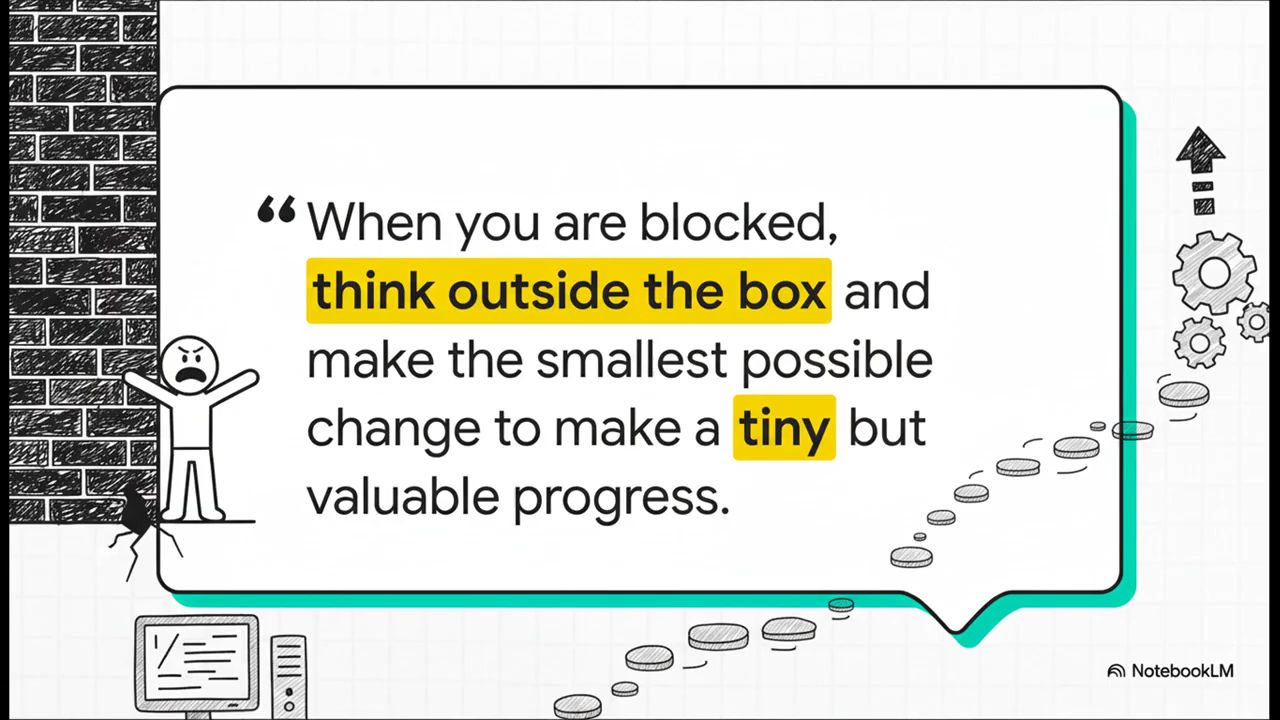 “When you are blocked,
think outside the box and
make the smallest possible
change to make a tiny but
valuable progress.
NotebookLM